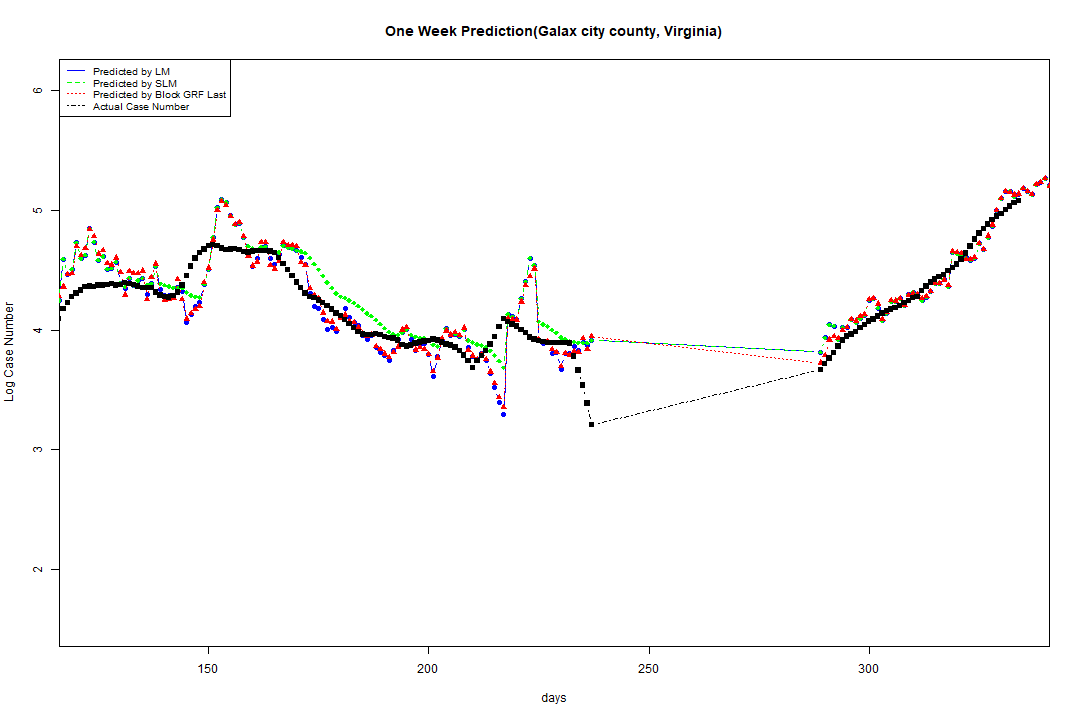 One Week Prediction(Galax city county, Virginia)
Predicted by LM
Predicted by SLM
Predicted by Block GRF Last
Actual Case Number
6
5
4
3
2
Log Case Number
150 200 250 300
days